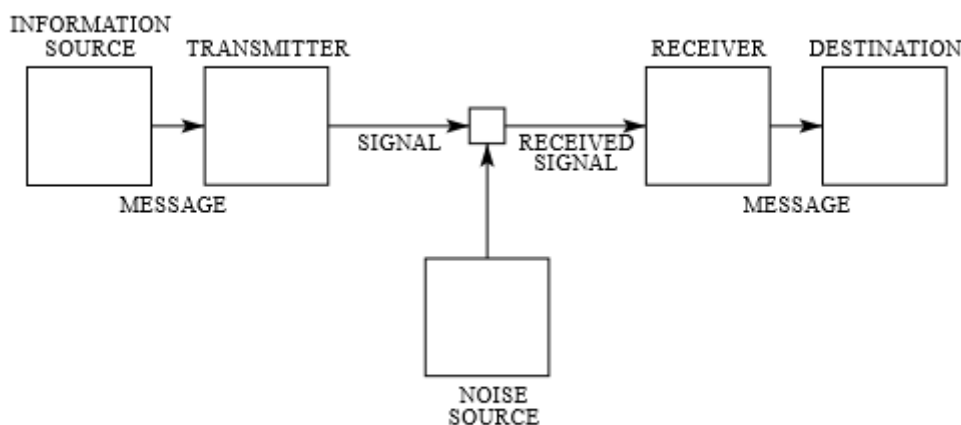 INFORMATION
SOURCE
TRANSMITTER
RECEIVER
DESTINATION
SIGNAL
RECEIVED
SIGNAL
MESSAGE
MESSAGE
NOISE
SOURCE